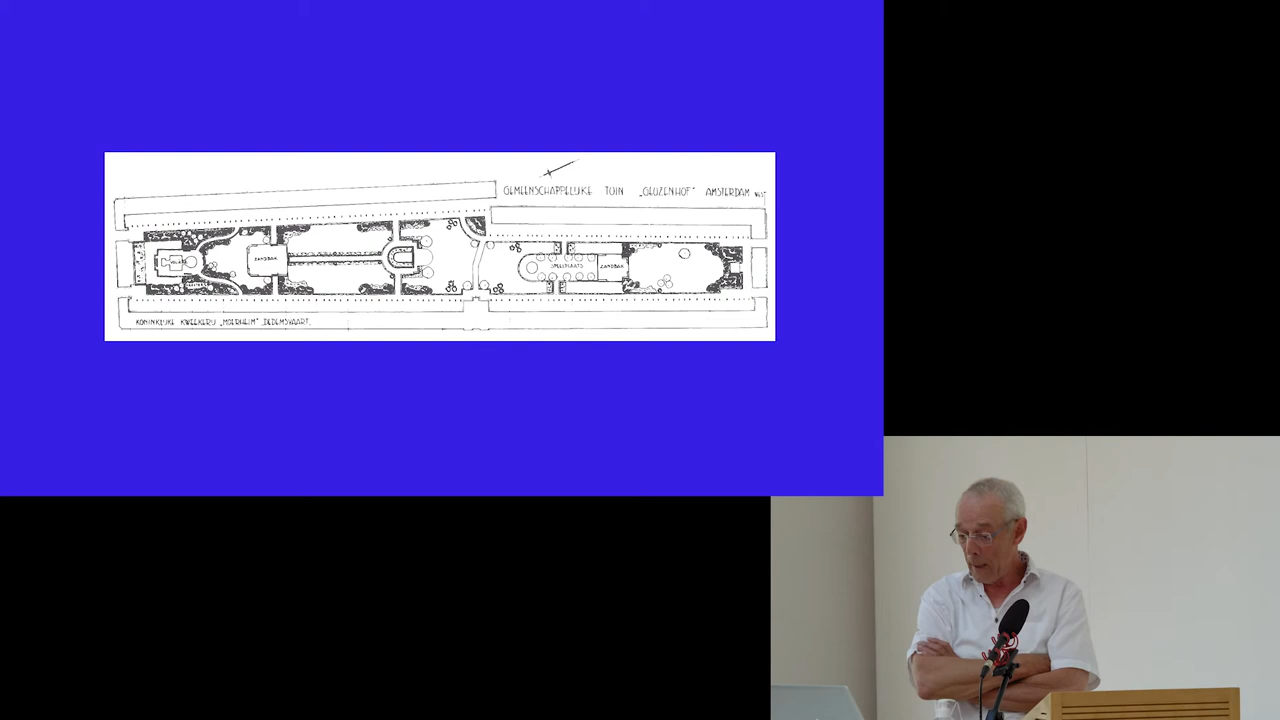 GEMEENSCHAPPELIJKE TUIN „GEUZENHOF" AMSTERDAM
ZANDBAK
SPEELPLAATS ZANDBAK
KONINKLIJKE KWEEKERIJ „MOERHEIM" DEDEMSVAART.